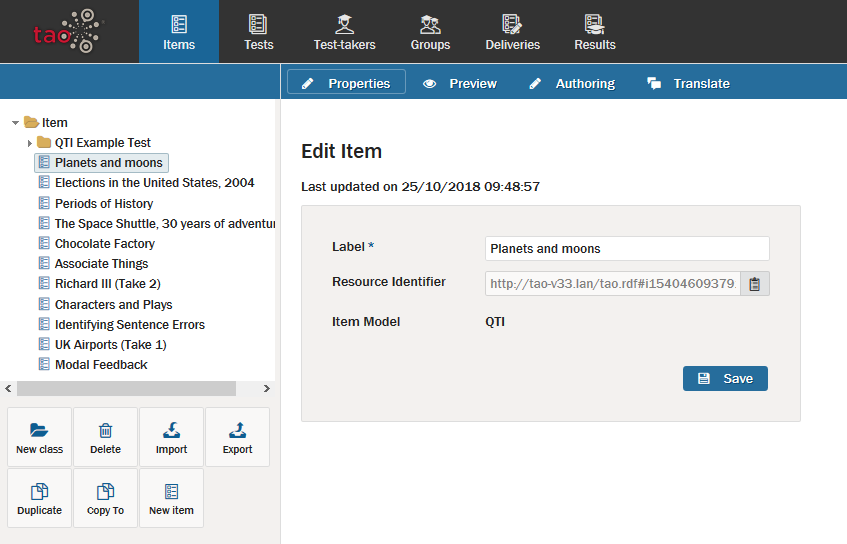 tao
Items
Tests
Test-takers
Groups
Deliveries
Results
Properties
Preview
Authoring
Translate
Item
QTI Example Test
Planets and moons
Elections in the United States, 2004
Periods of History
The Space Shuttle, 30 years of adventur
Chocolate Factory
Associate Things
Richard III (Take 2)
Characters and Plays
Identifying Sentence Errors
UK Airports (Take 1)
Modal Feedback
New class
Delete
Import
Export
Duplicate
Copy To
New item
Edit Item
Last updated on 25/10/2018 09:48:57
Label * Planets and moons
Resource Identifier http://tao-v33.lan/tao.rdf#i15404609379
Item Model QTI
Save